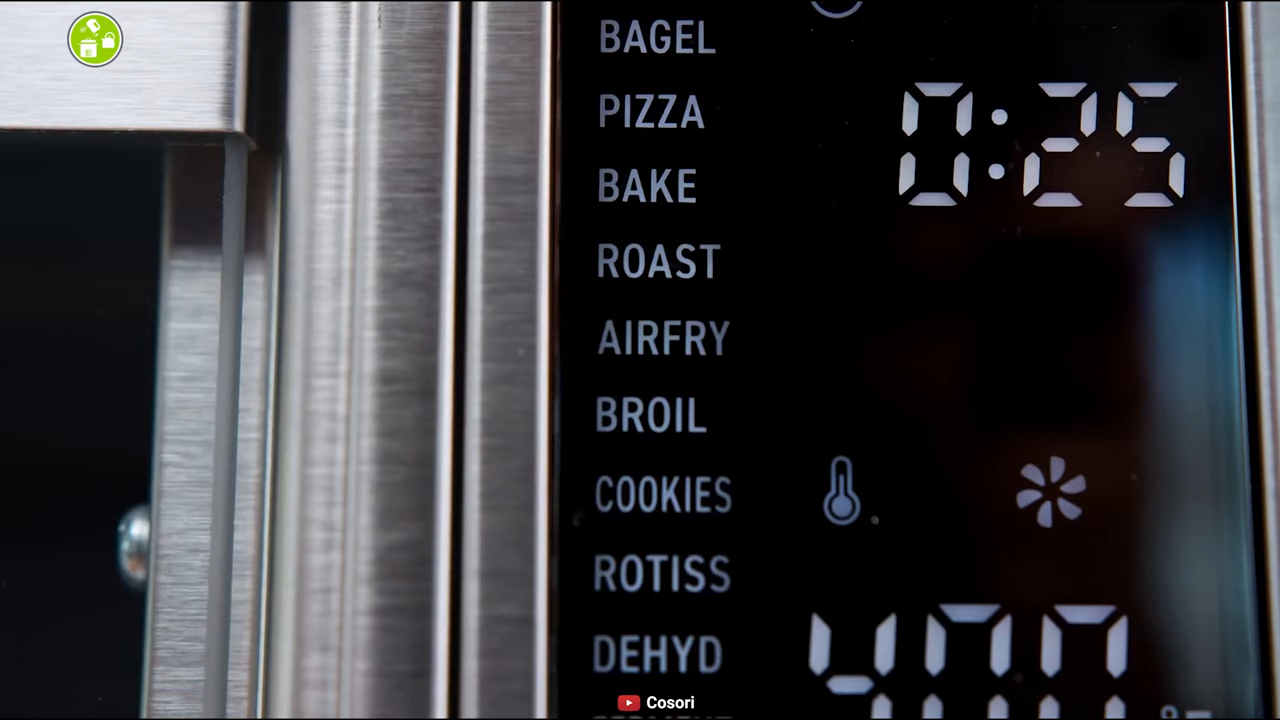 BAGEL
PIZZA
0:25
BAKE
ROAST
AIRFRY
BROIL
COOKIES
ROTISS
DEHYD
400
Cosori